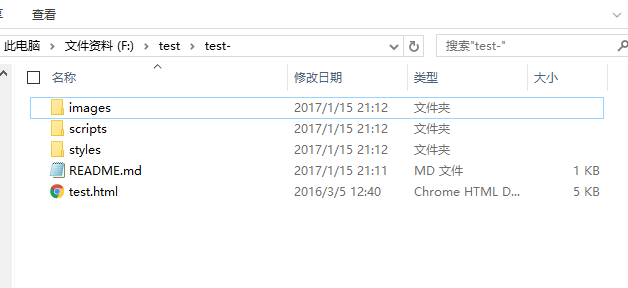 查看
此电脑 文件资料 (F:) test test- 搜索"test-"
名称 修改日期 类型 大小
images 2017/1/15 21:12 文件夹
scripts 2017/1/15 21:12 文件夹
styles 2017/1/15 21:12 文件夹
README.md 2017/1/15 21:11 MD 文件 1 KB
test.html 2016/3/5 12:40 Chrome HTML D... 5 KB